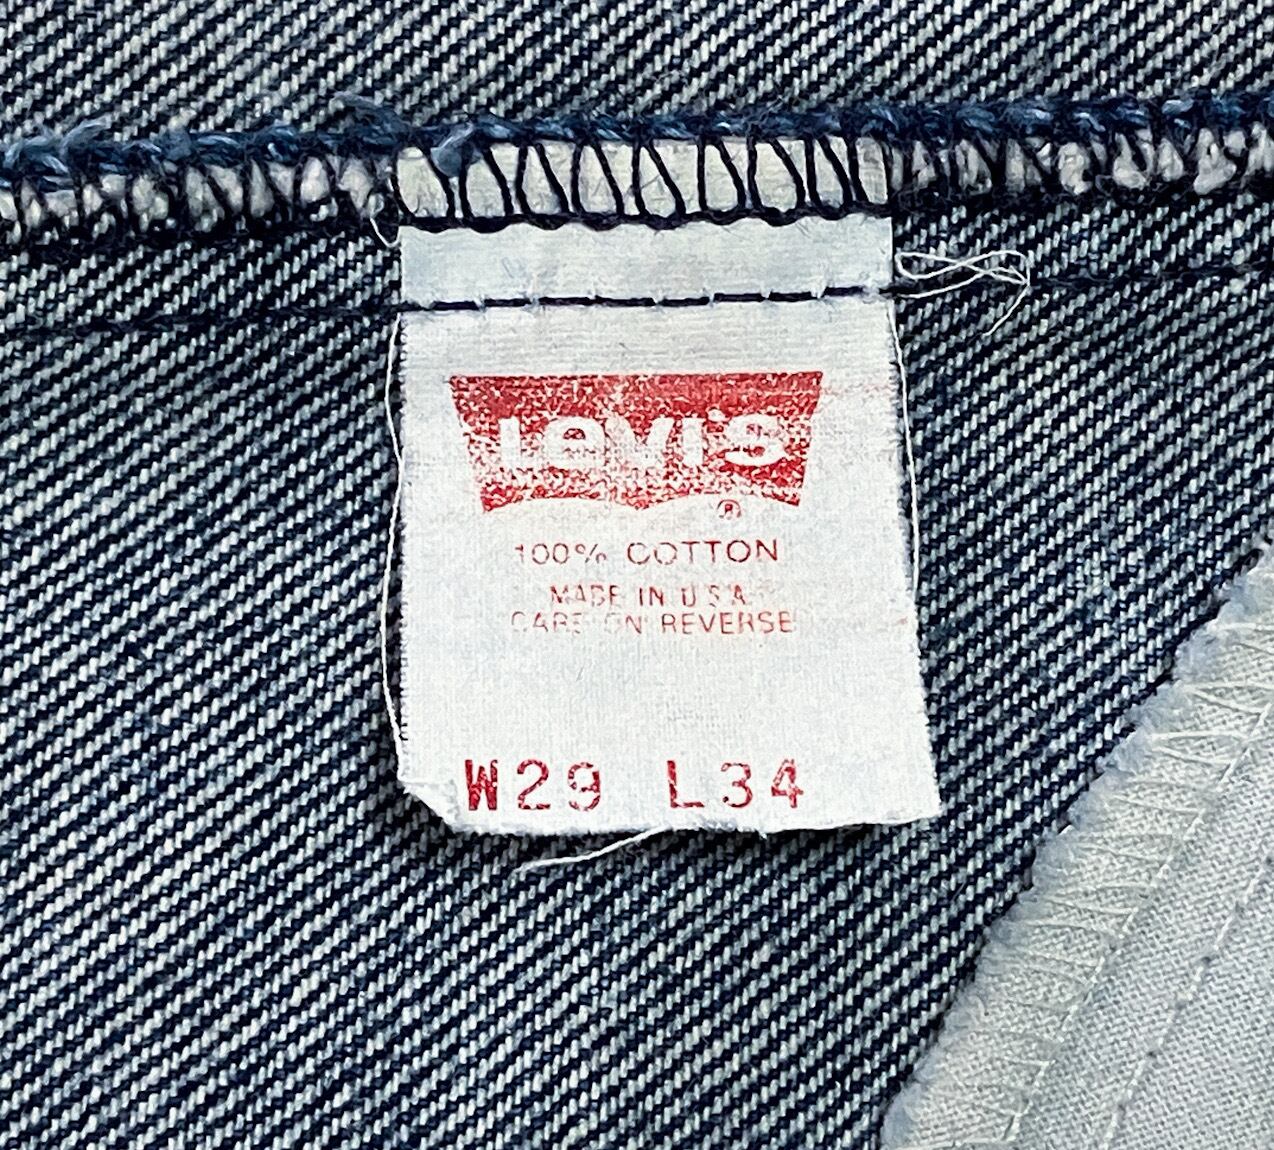 Levi's
®
100% COTTON
MADE IN U.S.A.
CARE ON REVERSE
W29 L34